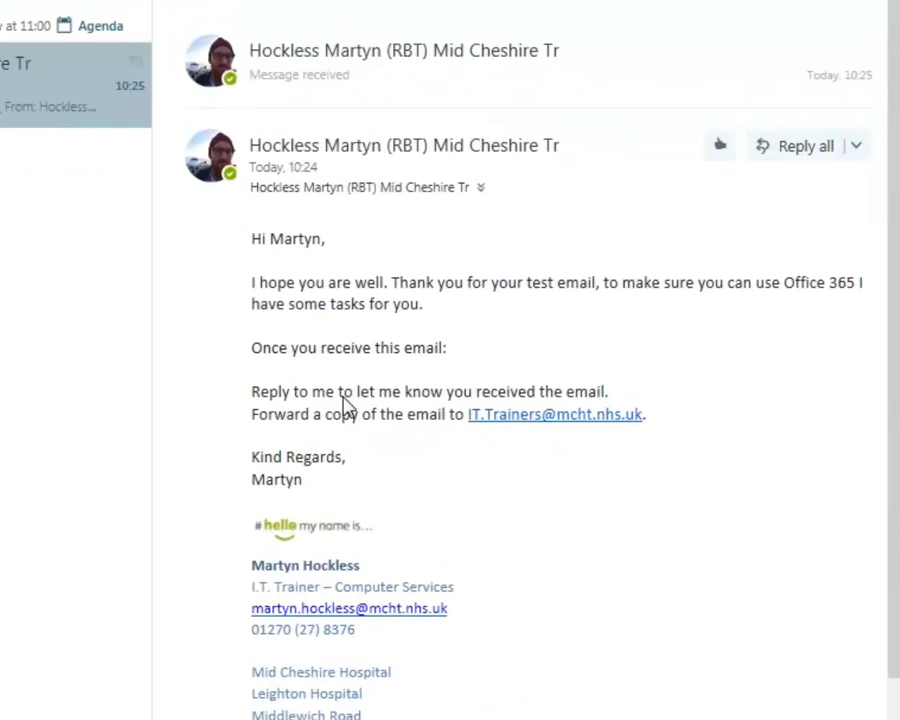 at 11:00 Agenda
re Tr
10:25
From: Hockless...
Hockless Martyn (RBT) Mid Cheshire Tr
Message received
Today, 10:25
Hockless Martyn (RBT) Mid Cheshire Tr
Reply all
Today, 10:24
Hockless Martyn (RBT) Mid Cheshire Tr
Hi Martyn,
I hope you are well. Thank you for your test email, to make sure you can use Office 365 I
have some tasks for you.
Once you receive this email:
Reply to me to let me know you received the email.
Forward a copy of the email to IT.Trainers@mcht.nhs.uk.
Kind Regards,
Martyn
#hello my name is...
Martyn Hockless
I.T. Trainer – Computer Services
martyn.hockless@mcht.nhs.uk
01270 (27) 8376
Mid Cheshire Hospital
Leighton Hospital
Middlewich Road